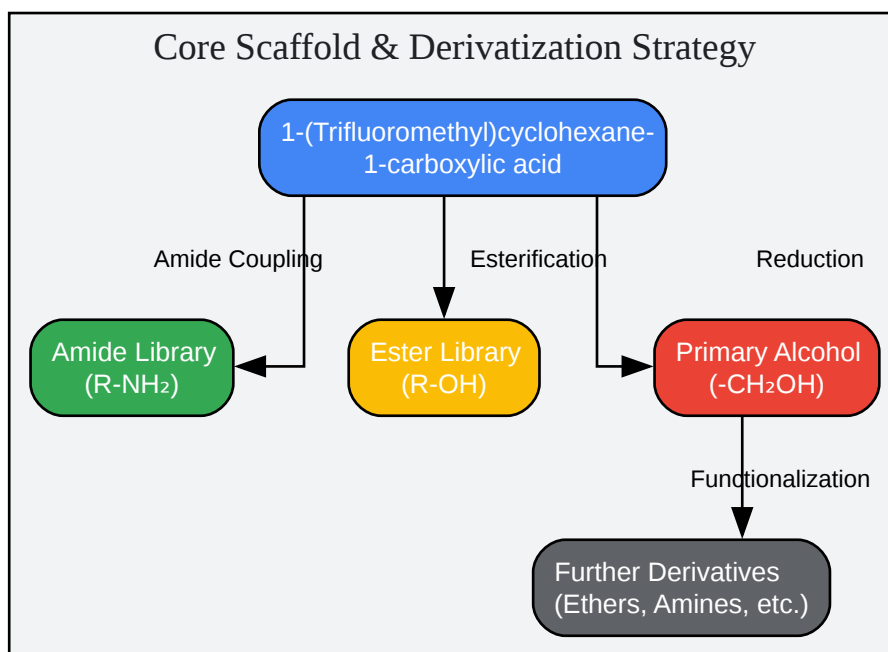 Core Scaffold & Derivatization Strategy
1-(Trifluoromethyl)cyclohexane-
1-carboxylic acid
Amide Coupling
Esterification
Reduction
Amide Library
(R-NH₂)
Ester Library
(R-OH)
Primary Alcohol
(-CH₂OH)
Functionalization
Further Derivatives
(Ethers, Amines, etc.)